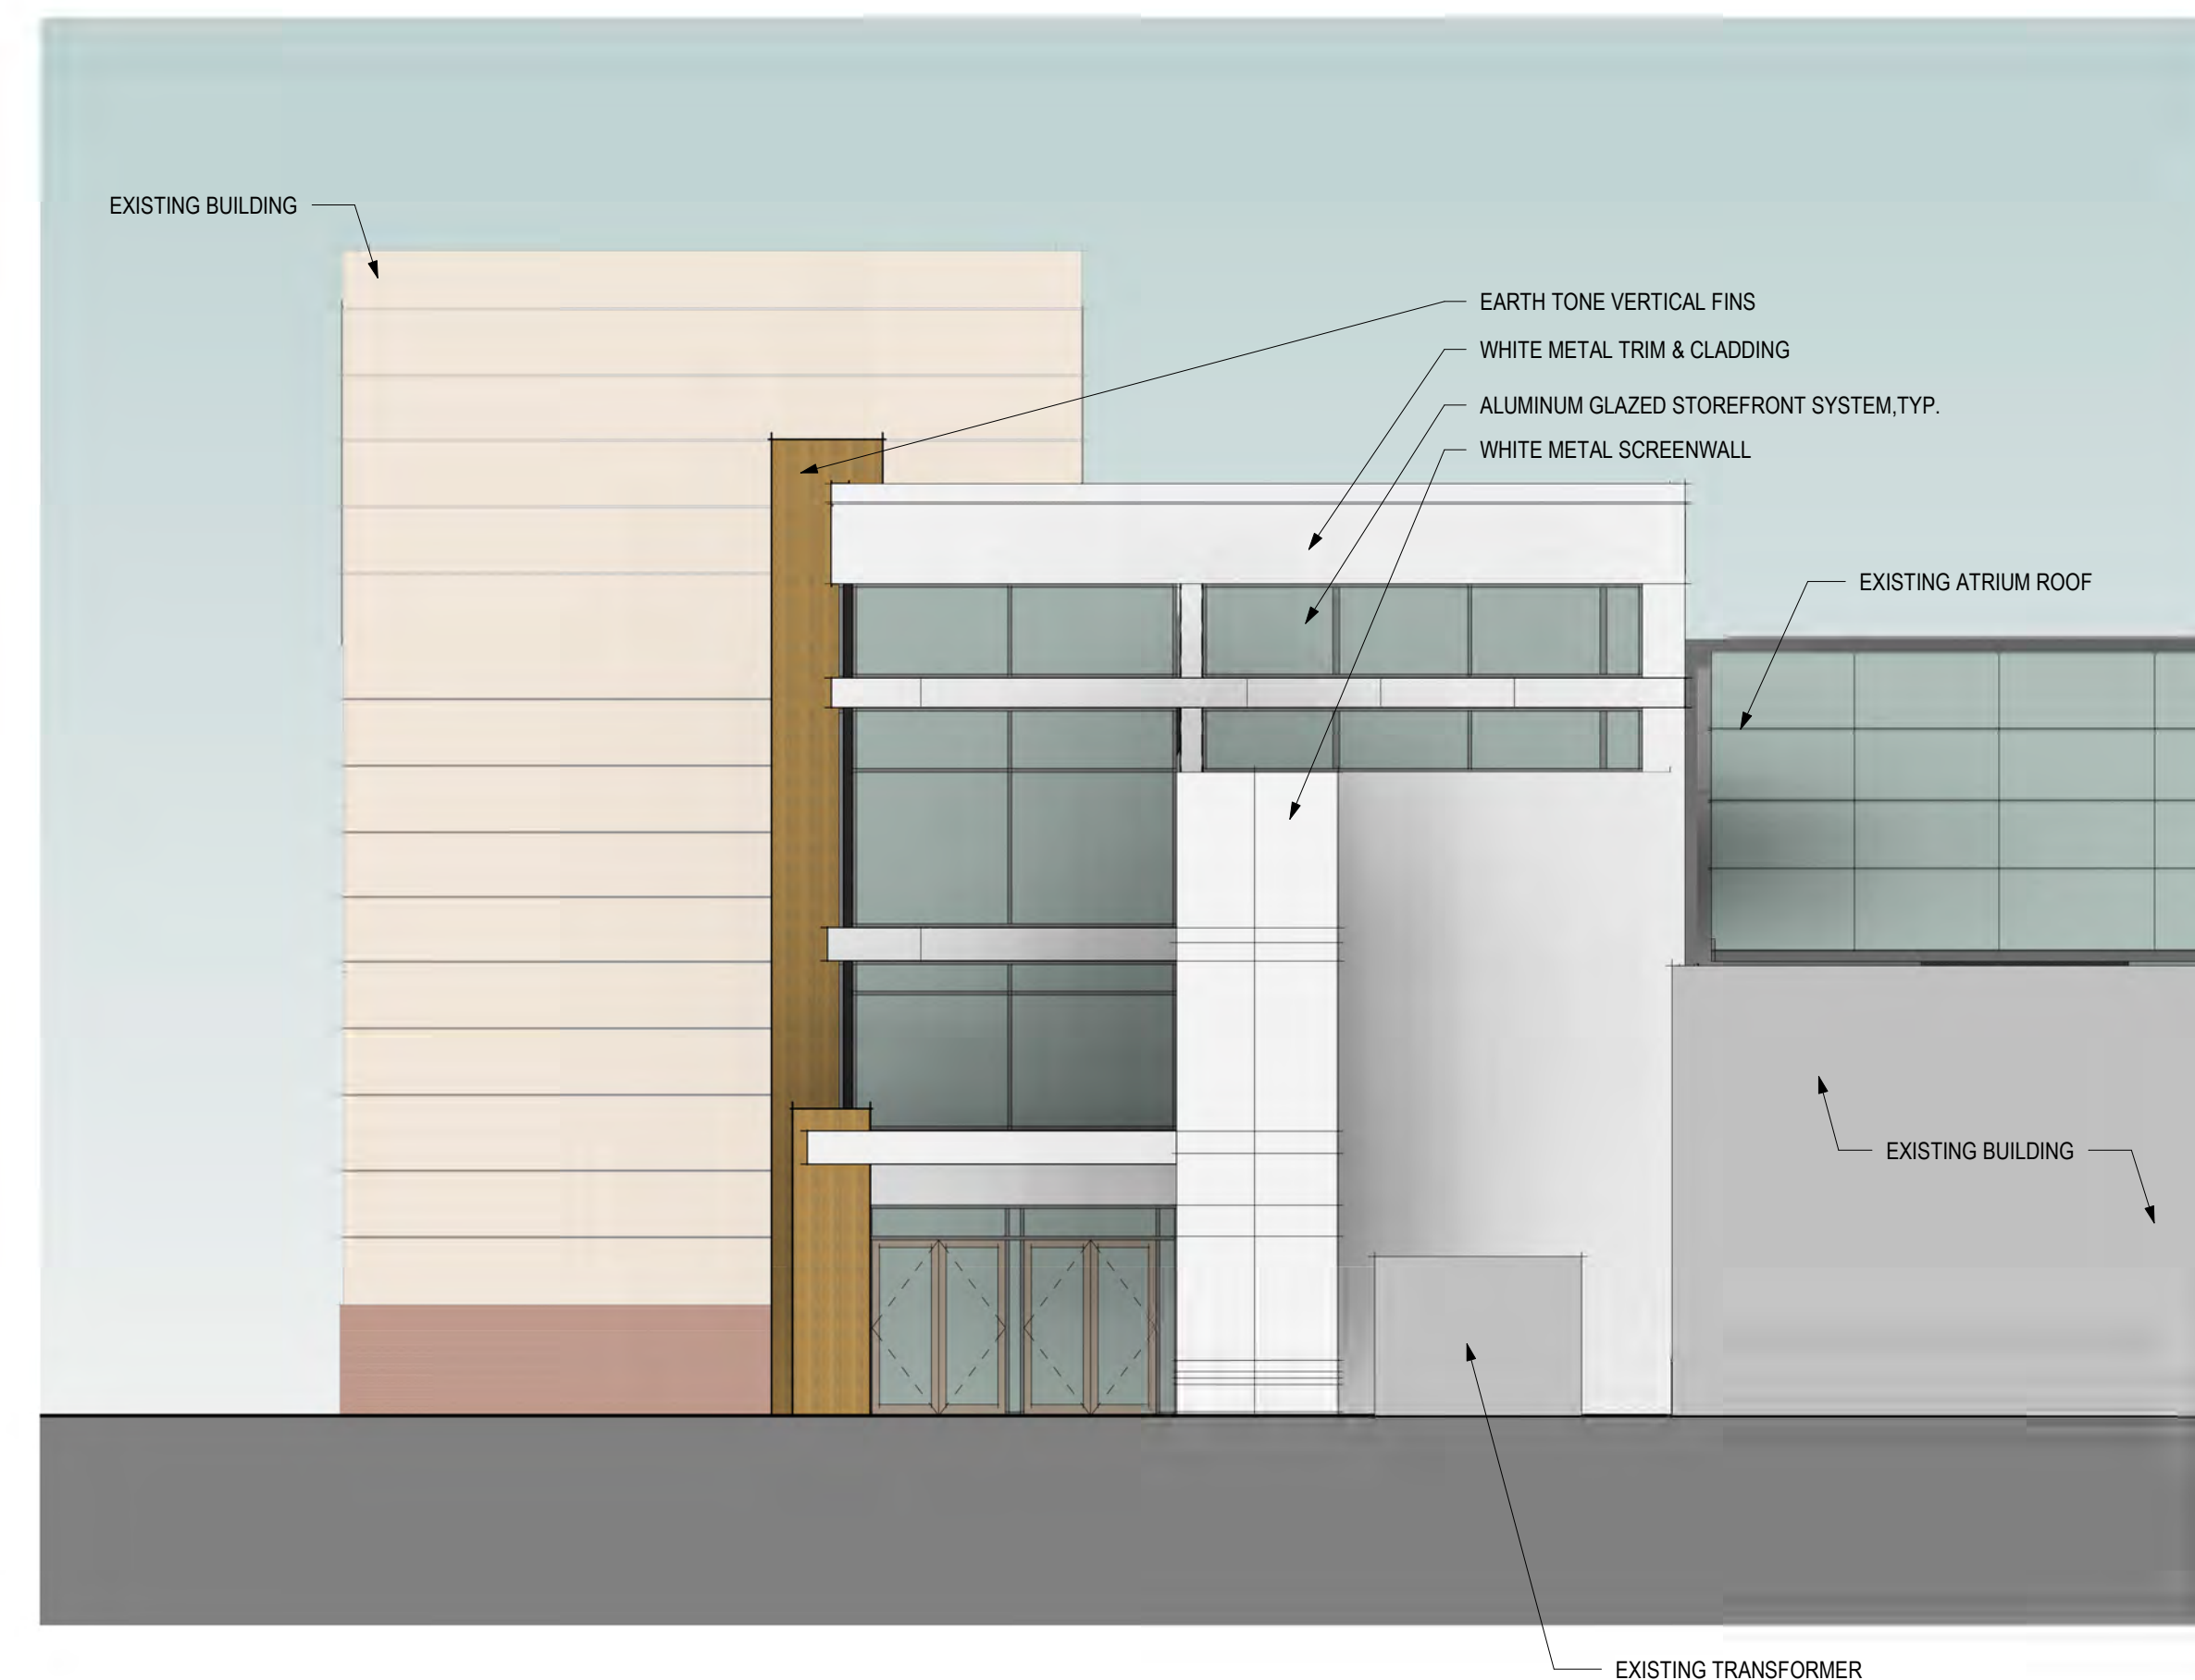 EXISTING BUILDING
EARTH TONE VERTICAL FINS
WHITE METAL TRIM & CLADDING
ALUMINUM GLAZED STOREFRONT SYSTEM,TYP.
WHITE METAL SCREENWALL
EXISTING ATRIUM ROOF
EXISTING BUILDING
EXISTING TRANSFORMER